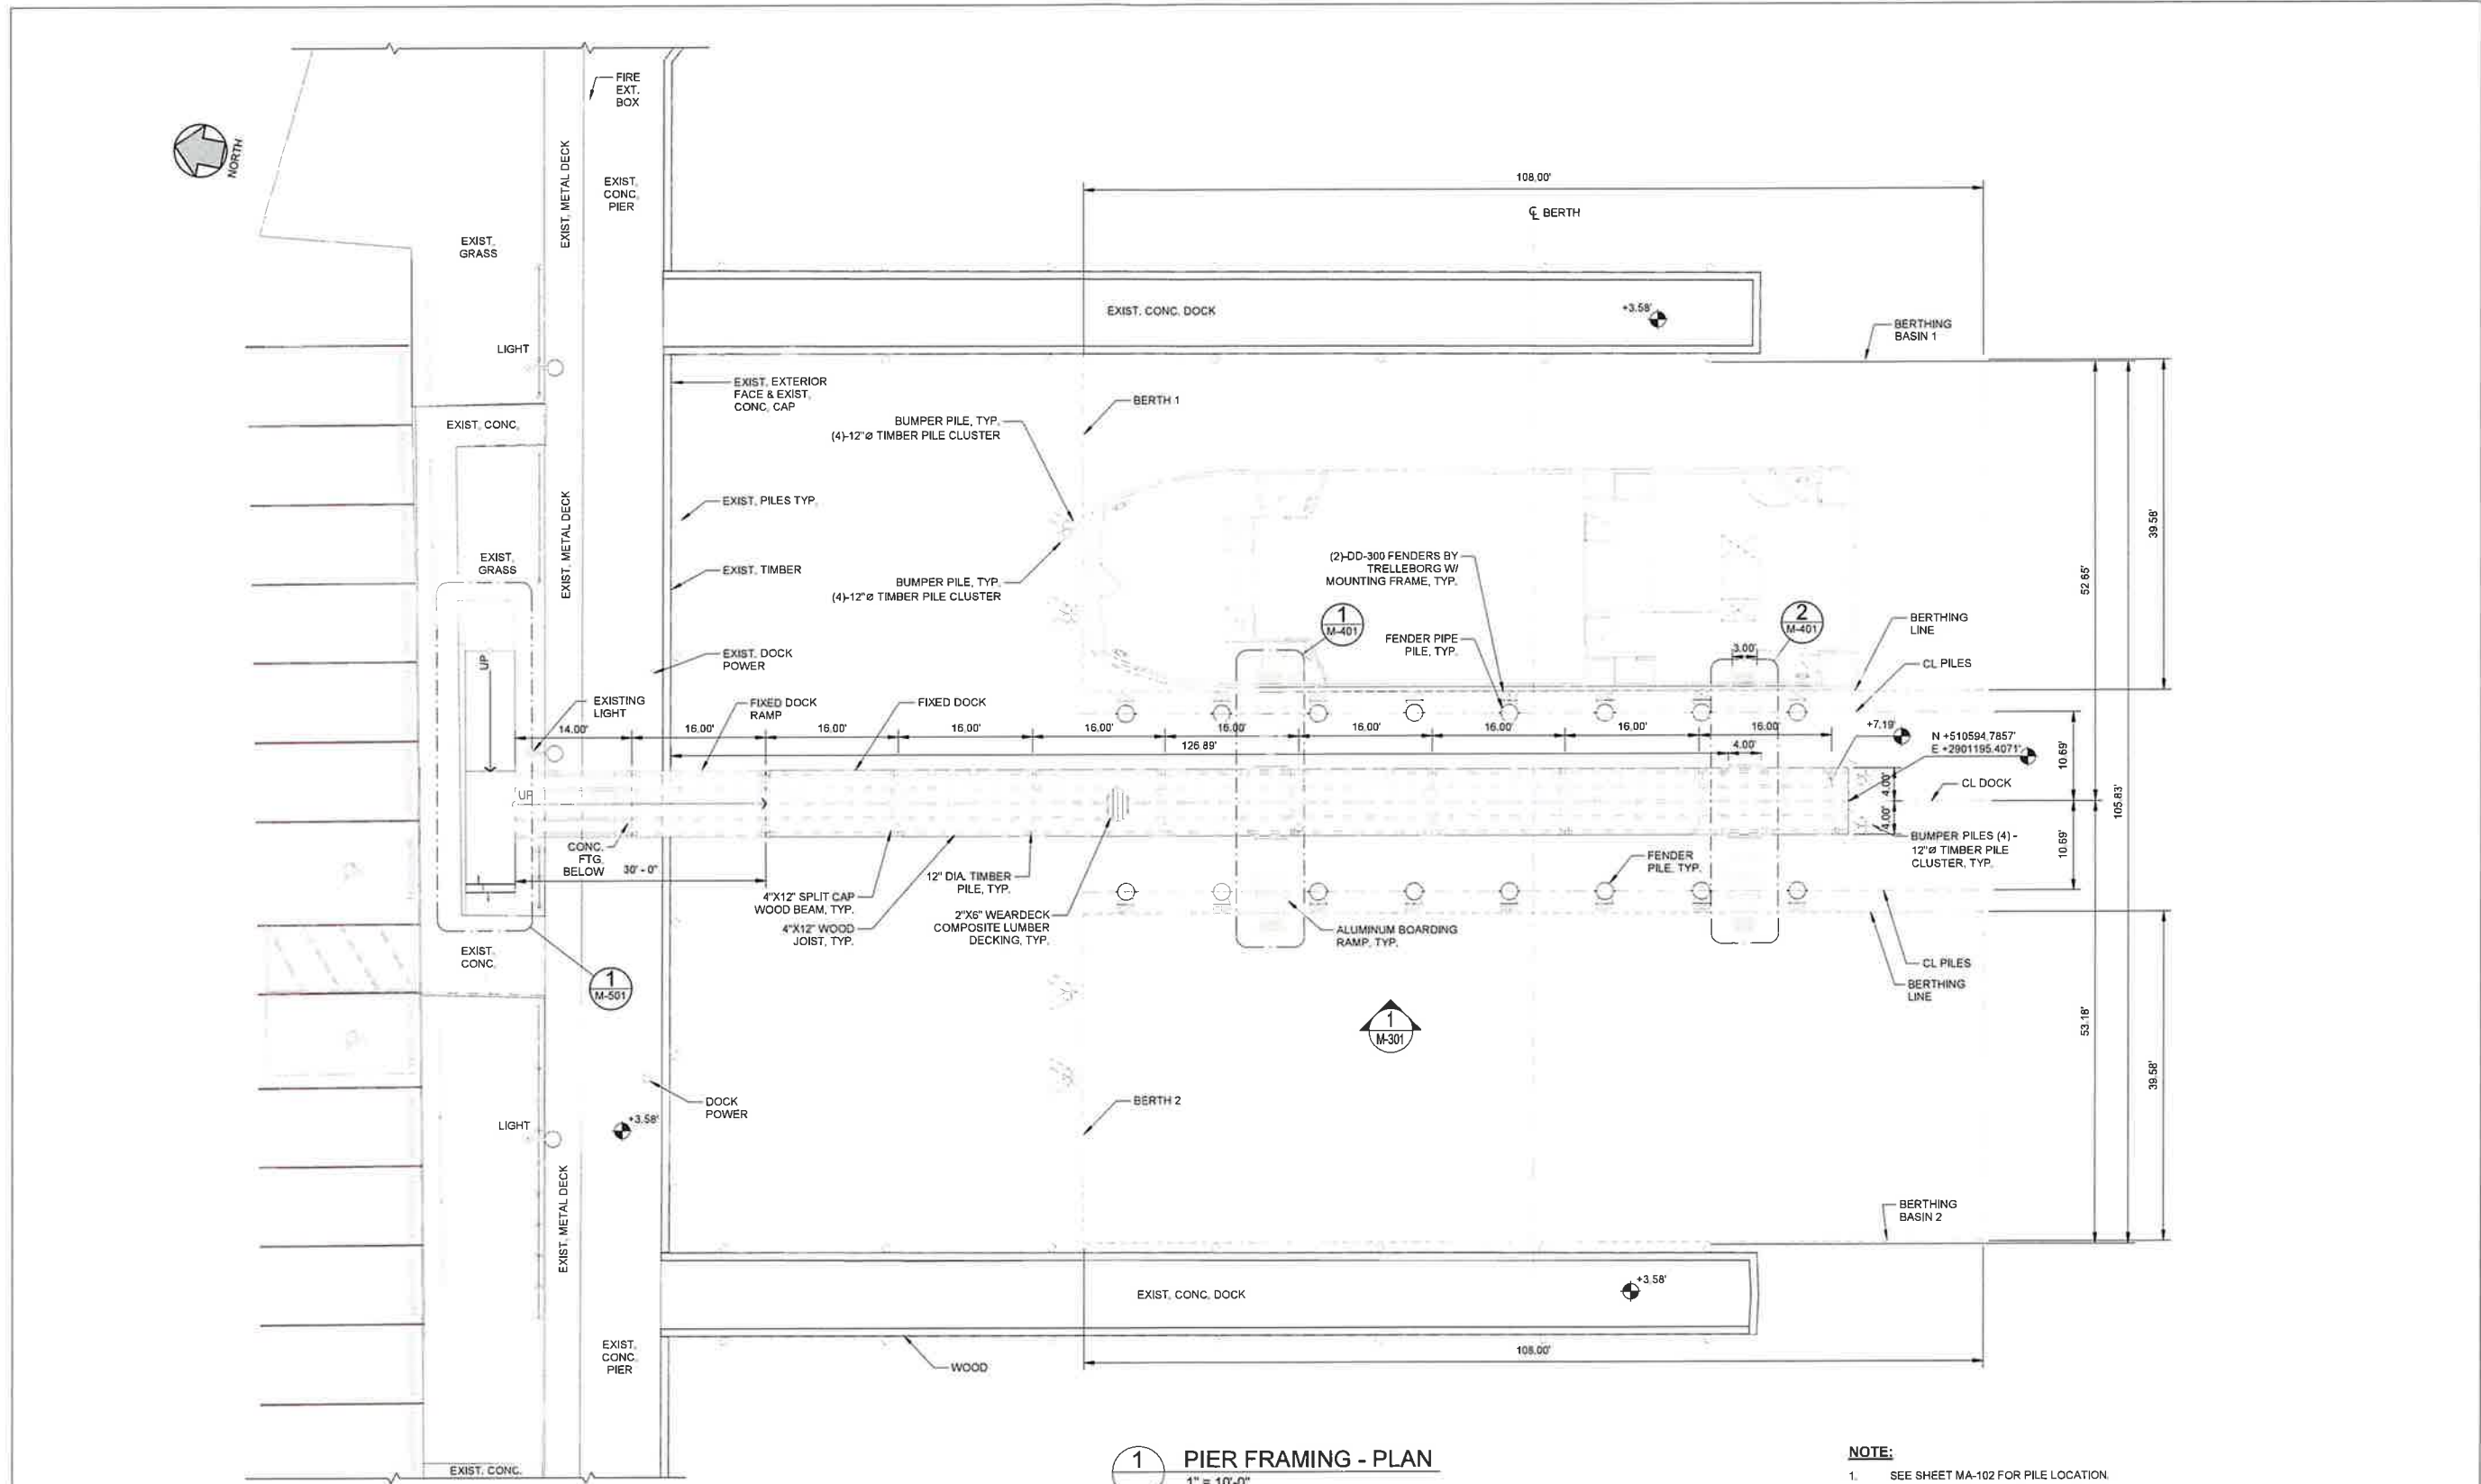 NORTH
FIRE
EXT.
BOX
EXIST. METAL DECK
EXIST.
CONC.
PIER
EXIST.
GRASS
108.00'
℄ BERTH
EXIST. CONC. DOCK
+3.58'
BERTHING
BASIN 1
LIGHT
EXIST. EXTERIOR
FACE & EXIST.
CONC. CAP
BERTH 1
EXIST. CONC.
BUMPER PILE, TYP.
(4)-12"Ø TIMBER PILE CLUSTER
EXIST. METAL DECK
EXIST. PILES TYP.
39.58'
EXIST.
GRASS
EXIST. TIMBER
BUMPER PILE, TYP.
(4)-12"Ø TIMBER PILE CLUSTER
(2)-DD-300 FENDERS BY
TRELLEBORG W/
MOUNTING FRAME, TYP.
52.65'
1
M-401
2
M-401
BERTHING
LINE
FENDER PIPE
PILE, TYP.
3.00'
UP
EXIST. DOCK
POWER
CL PILES
EXISTING
LIGHT
FIXED DOCK
RAMP
FIXED DOCK
14.00'
16.00'
16.00'
16.00'
16.00'
16.00'
16.00'
16.00'
16.00'
16.00'
126.89'
4.00'
+7.19'
N +510594.7857'
E +2901195.4071'
10.69'
UP
4.00'
4.00'
CL DOCK
105.83'
CONC.
FTG.
BELOW
30' - 0"
12" DIA. TIMBER
PILE, TYP.
4"X12" SPLIT CAP
WOOD BEAM, TYP.
4"X12" WOOD
JOIST, TYP.
2"X6" WEARDECK
COMPOSITE LUMBER
DECKING, TYP.
FENDER
PILE, TYP.
BUMPER PILES (4) -
12"Ø TIMBER PILE
CLUSTER, TYP.
10.69'
ALUMINUM BOARDING
RAMP, TYP.
EXIST.
CONC.
1
M-501
CL PILES
BERTHING
LINE
1
M-301
53.18'
39.58'
DOCK
POWER
BERTH 2
LIGHT
+3.58'
EXIST. METAL DECK
BERTHING
BASIN 2
EXIST. CONC. DOCK
+3.58'
EXIST.
CONC.
PIER
WOOD
108.00'
EXIST. CONC.
1
PIER FRAMING - PLAN
1" = 10'-0"
NOTE:
1. SEE SHEET MA-102 FOR PILE LOCATION.